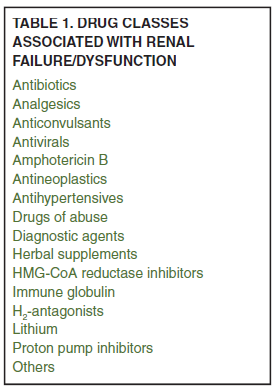 TABLE 1. DRUG CLASSES
ASSOCIATED WITH RENAL
FAILURE/DYSFUNCTION
Antibiotics
Analgesics
Anticonvulsants
Antivirals
Amphotericin B
Antineoplastics
Antihypertensives
Drugs of abuse
Diagnostic agents
Herbal supplements
HMG-CoA reductase inhibitors
Immune globulin
H₂-antagonists
Lithium
Proton pump inhibitors
Others